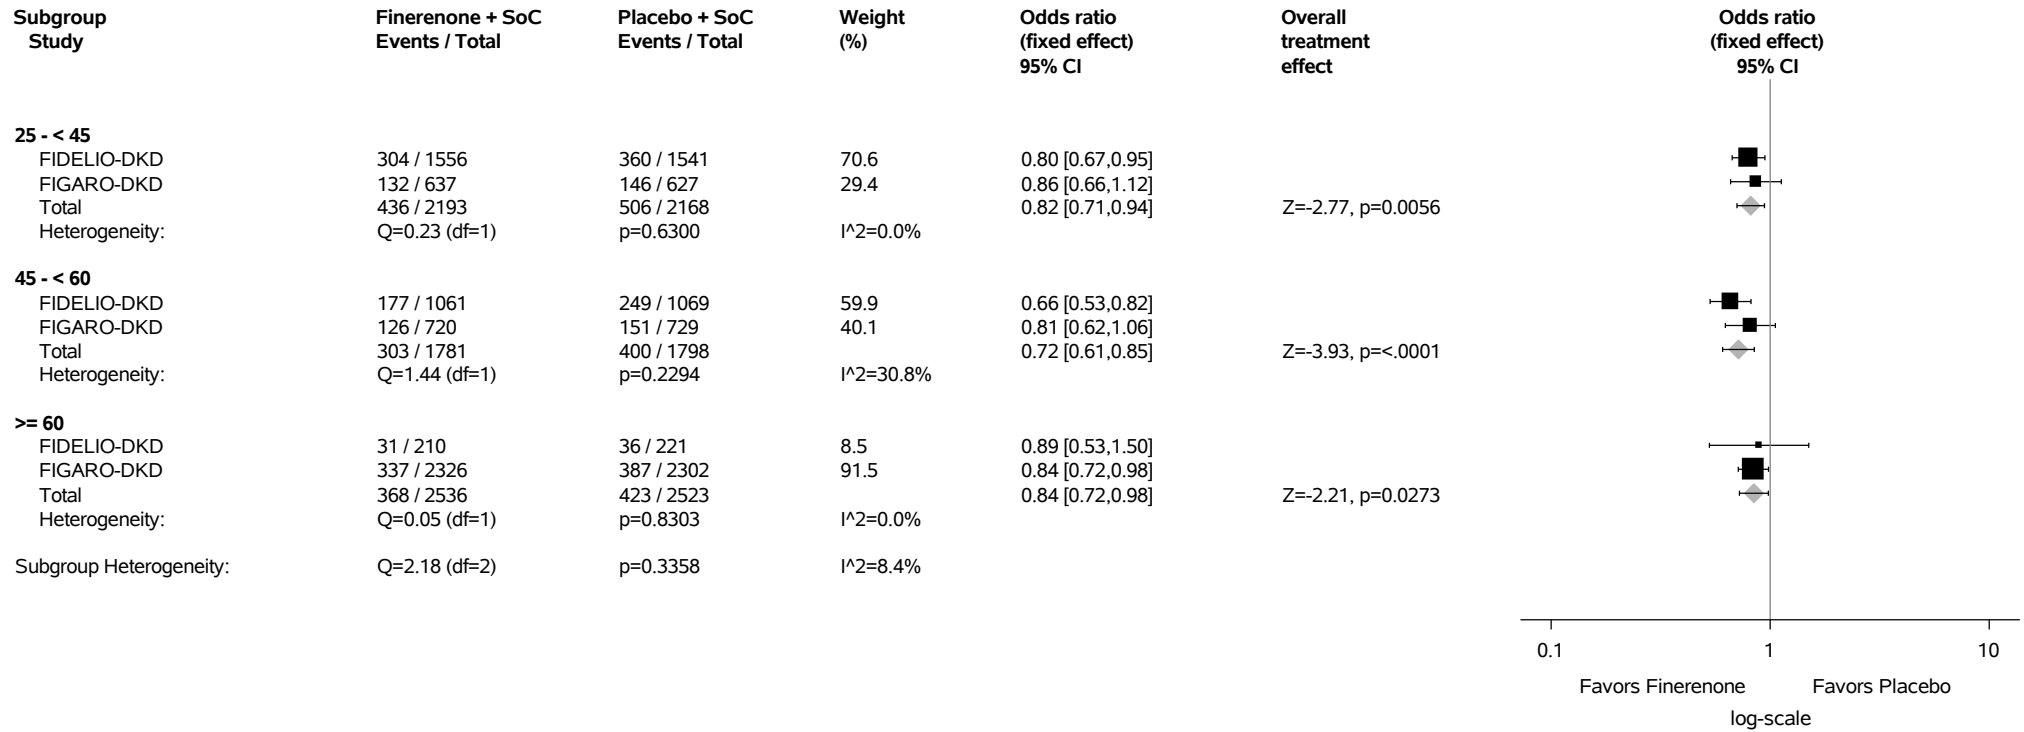 Subgroup Finerenone + SoC Placebo + SoC Weight Odds ratio Overall Odds ratio
Study Events / Total Events / Total (%) (fixed effect) treatment (fixed effect)
95% CI effect 95% CI
25 - < 45
FIDELIO-DKD 304 / 1556 360 / 1541 70.6 0.80 [0.67,0.95]
FIGARO-DKD 132 / 637 146 / 627 29.4 0.86 [0.66,1.12]
Total 436 / 2193 506 / 2168 0.82 [0.71,0.94] Z=-2.77, p=0.0056
Heterogeneity: Q=0.23 (df=1) p=0.6300 I^2=0.0%
45 - < 60
FIDELIO-DKD 177 / 1061 249 / 1069 59.9 0.66 [0.53,0.82]
FIGARO-DKD 126 / 720 151 / 729 40.1 0.81 [0.62,1.06]
Total 303 / 1781 400 / 1798 0.72 [0.61,0.85] Z=-3.93, p=<.0001
Heterogeneity: Q=1.44 (df=1) p=0.2294 I^2=30.8%
>= 60
FIDELIO-DKD 31 / 210 36 / 221 8.5 0.89 [0.53,1.50]
FIGARO-DKD 337 / 2326 387 / 2302 91.5 0.84 [0.72,0.98]
Total 368 / 2536 423 / 2523 0.84 [0.72,0.98] Z=-2.21, p=0.0273
Heterogeneity: Q=0.05 (df=1) p=0.8303 I^2=0.0%
Subgroup Heterogeneity: Q=2.18 (df=2) p=0.3358 I^2=8.4%
0.1 1 10
Favors Finerenone Favors Placebo
log-scale